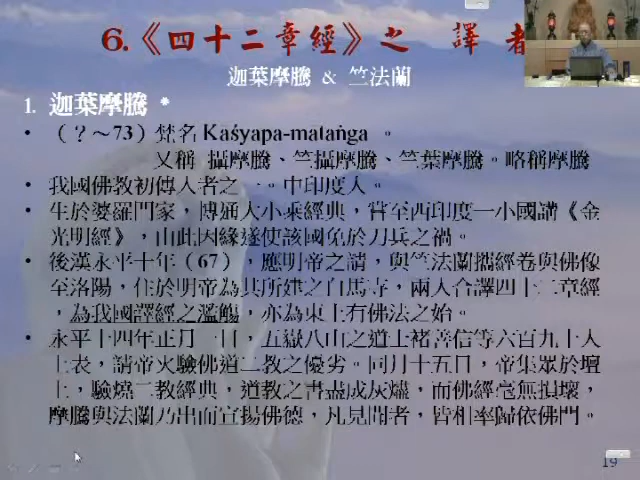 6.《四十二章經》之 譯 者
迦葉摩騰 & 竺法蘭
1. 迦葉摩騰 *
• （？～73）梵名 Kaśyapa-mataṅga 。
又稱 攝摩騰、竺攝摩騰、竺葉摩騰。略稱摩騰
• 我國佛教初傳入者之一。中印度人。
• 生於婆羅門家，博通大小乘經典，嘗至西印度一小國講《金
光明經》，由此因緣遂使該國免於刀兵之禍。
• 後漢永平十年（67），應明帝之請，與竺法蘭攜經卷與佛像
至洛陽，住於明帝為其所建之白馬寺，兩人合譯四十二章經
，為我國譯經之濫觴，亦為東土有佛法之始。
• 永平十四年正月一日，五嶽八山之道士褚善信等六百九十人
上表，請帝火驗佛道二教之優劣。同月十五日，帝集眾於壇
上，驗燒二教經典，道教之書盡成灰燼，而佛經毫無損壞，
摩騰與法蘭乃出而宣揚佛德，凡見聞者，皆相率歸依佛門。
19